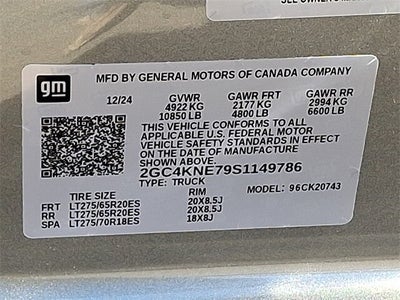 SEE OWNER'S
gm
MFD BY GENERAL MOTORS OF CANADA COMPANY
12/24 GVWR GAWR FRT GAWR RR
4922 KG 2177 KG 2994 KG
10850 LB 4800 LB 6600 LB
THIS VEHICLE CONFORMS TO ALL
APPLICABLE U.S. FEDERAL MOTOR
VEHICLE SAFETY STANDARDS IN EFFECT
ON THE DATE OF MANUFACTURE SHOWN ABOVE.
2GC4KNE79S1149786
TYPE: TRUCK
MODEL: 96CK20743
TIRE SIZE RIM
FRT LT275/65R20ES 20X8.5J
RR LT275/65R20ES 20X8.5J
SPA LT275/70R18ES 18X8J